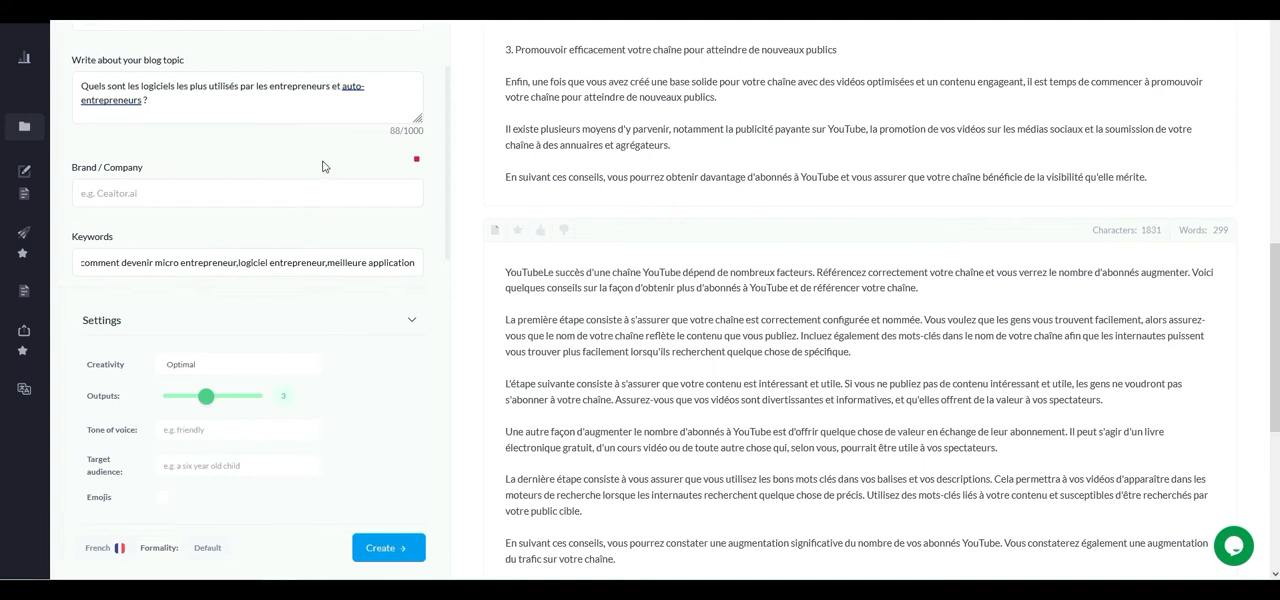 Write about your blog topic
Quels sont les logiciels les plus utilisés par les entrepreneurs et auto-
entrepreneurs ?
88/1000
Brand / Company
e.g. Ceaitor.ai
Keywords
comment devenir micro entrepreneur,logiciel entrepreneur,meilleure application
Settings
Creativity Optimal
Outputs: 3
Tone of voice: e.g. friendly
Target
audience: e.g. a six year old child
Emojis
French Formality: Default
Create
3. Promouvoir efficacement votre chaîne pour atteindre de nouveaux publics
Enfin, une fois que vous avez créé une base solide pour votre chaîne avec des vidéos optimisées et un contenu engageant, il est temps de commencer à promouvoir
votre chaîne pour atteindre de nouveaux publics.
Il existe plusieurs moyens d'y parvenir, notamment la publicité payante sur YouTube, la promotion de vos vidéos sur les médias sociaux et la soumission de votre
chaîne à des annuaires et agrégateurs.
En suivant ces conseils, vous pourrez obtenir davantage d'abonnés à YouTube et vous assurer que votre chaîne bénéficie de la visibilité qu'elle mérite.
Characters: 1831 Words: 299
YouTubeLe succès d'une chaîne YouTube dépend de nombreux facteurs. Référencez correctement votre chaîne et vous verrez le nombre d'abonnés augmenter. Voici
quelques conseils sur la façon d'obtenir plus d'abonnés à YouTube et de référencer votre chaîne.
La première étape consiste à s'assurer que votre chaîne est correctement configurée et nommée. Vous voulez que les gens vous trouvent facilement, alors assurez-
vous que le nom de votre chaîne reflète le contenu que vous publiez. Incluez également des mots-clés dans le nom de votre chaîne afin que les internautes puissent
vous trouver plus facilement lorsqu'ils recherchent quelque chose de spécifique.
L'étape suivante consiste à s'assurer que votre contenu est intéressant et utile. Si vous ne publiez pas de contenu intéressant et utile, les gens ne voudront pas
s'abonner à votre chaîne. Assurez-vous que vos vidéos sont divertissantes et informatives, et qu'elles offrent de la valeur à vos spectateurs.
Une autre façon d'augmenter le nombre d'abonnés à YouTube est d'offrir quelque chose de valeur en échange de leur abonnement. Il peut s'agir d'un livre
électronique gratuit, d'un cours vidéo ou de toute autre chose qui, selon vous, pourrait être utile à vos spectateurs.
La dernière étape consiste à vous assurer que vous utilisez les bons mots clés dans vos balises et vos descriptions. Cela permettra à vos vidéos d'apparaître dans les
moteurs de recherche lorsque les internautes recherchent quelque chose de précis. Utilisez des mots-clés liés à votre contenu et susceptibles d'être recherchés par
votre public cible.
En suivant ces conseils, vous pourrez constater une augmentation significative du nombre de vos abonnés YouTube. Vous constaterez également une augmentation
du trafic sur votre chaîne.